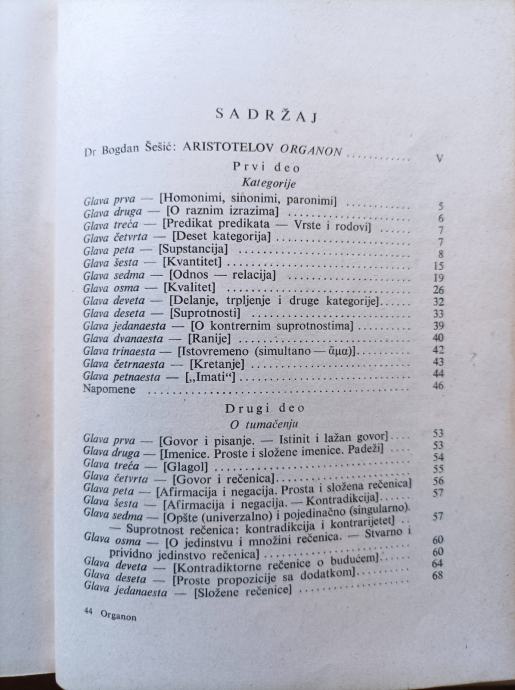 SADRŽAJ
Dr Bogdan Šešić: ARISTOTELOV ORGANON ............ V
Prvi deo
Kategorije
Glava prva — [Homonimi, sinonimi, paronimi] ............ 5
Glava druga — [O raznim izrazima] ............ 6
Glava treća — [Predikat predikata — Vrste i rodovi] ........ 7
Glava četvrta — [Deset kategorija] ............ 7
Glava peta — [Supstancija] ............ 8
Glava šesta — [Kvantitet] ............ 15
Glava sedma — [Odnos — relacija] ............ 19
Glava osma — [Kvalitet] ............ 26
Glava deveta — [Delanje, trpljenje i druge kategorije] ...... 32
Glava deseta — [Suprotnosti] ............ 33
Glava jedanaesta — [O kontrernim suprotnostima] ............ 39
Glava dvanaesta — [Ranije] ............ 40
Glava trinaesta — [Istovremeno (simultano — ἅμα)] ............ 42
Glava četrnaesta — [Kretanje] ............ 43
Glava petnaesta — [„Imati“] ............ 44
Napomene ............ 46
Drugi deo
O tumačenju
Glava prva — [Govor i pisanje. — Istinit i lažan govor] .... 53
Glava druga — [Imenice. Proste i složene imenice. Padeži] .... 53
Glava treća — [Glagol] ............ 54
Glava četvrta — [Govor i rečenica] ............ 55
Glava peta — [Afirmacija i negacija. Prosta i složena rečenica] 56
Glava šesta — [Afirmacija i negacija. — Kontradikcija] ...... 57
Glava sedma — [Opšte (univerzalno) i pojedinačno (singularno).
— Suprotnost rečenica: kontradikcija i kontrarijetet] .... 57
Glava osma — [O jedinstvu i množini rečenica. — Stvarno i
prividno jedinstvo rečenica] ............ 60
Glava deveta — [Kontradiktorne rečenice o budućem] ...... 60
Glava deseta — [Proste propozicije sa dodatkom] ............ 64
Glava jedanaesta — [Složene rečenice] ............ 68
44 Organon